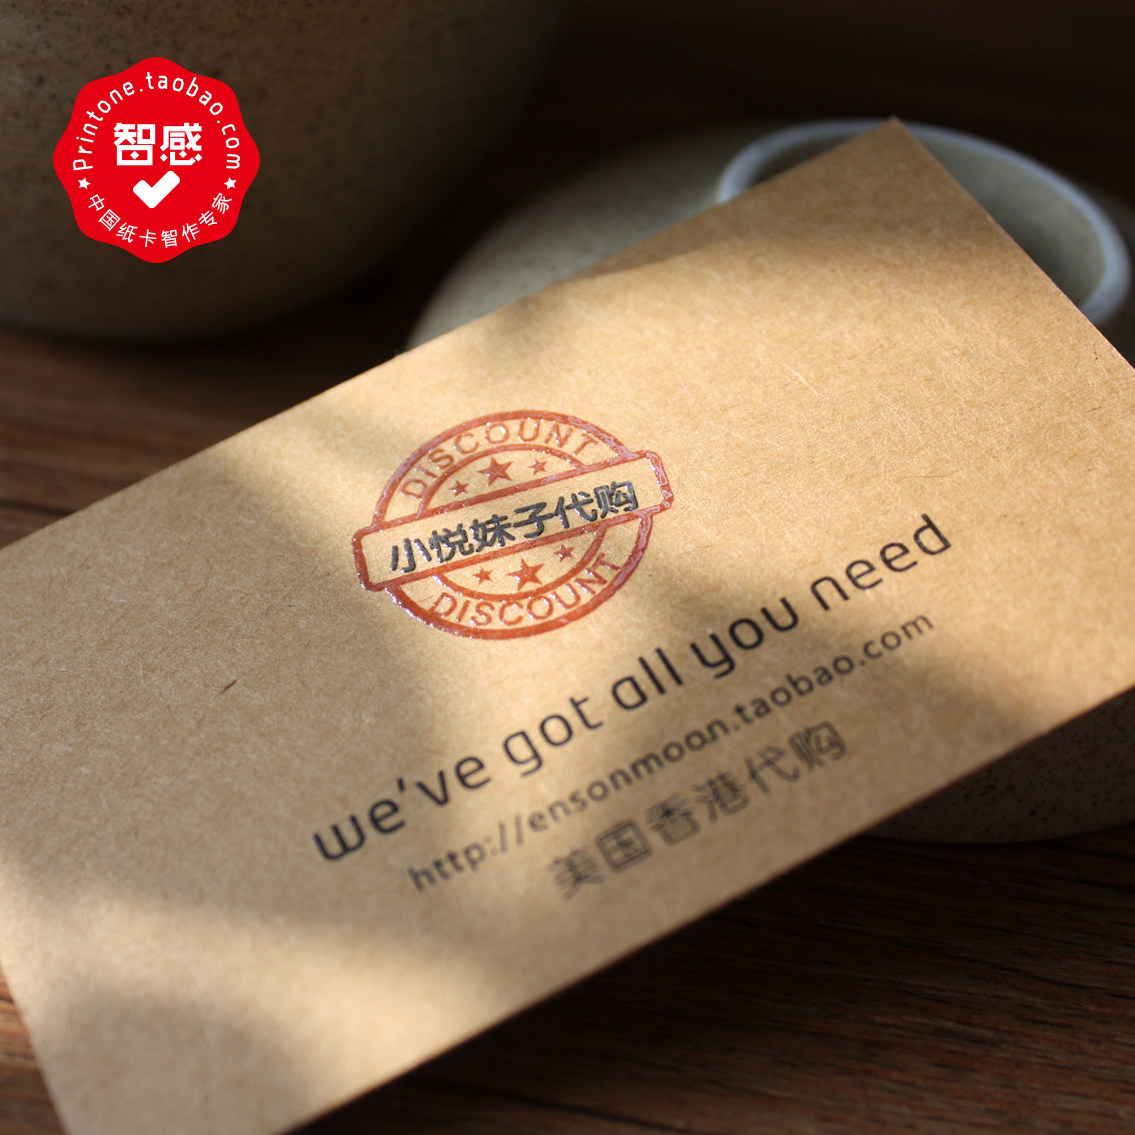 Printone.taobao.com
智感
中国纸卡智作专家
DISCOUNT
小悦妹子代购
DISCOUNT
we've got all you need
http://ensonmoon.taobao.com
美国香港代购